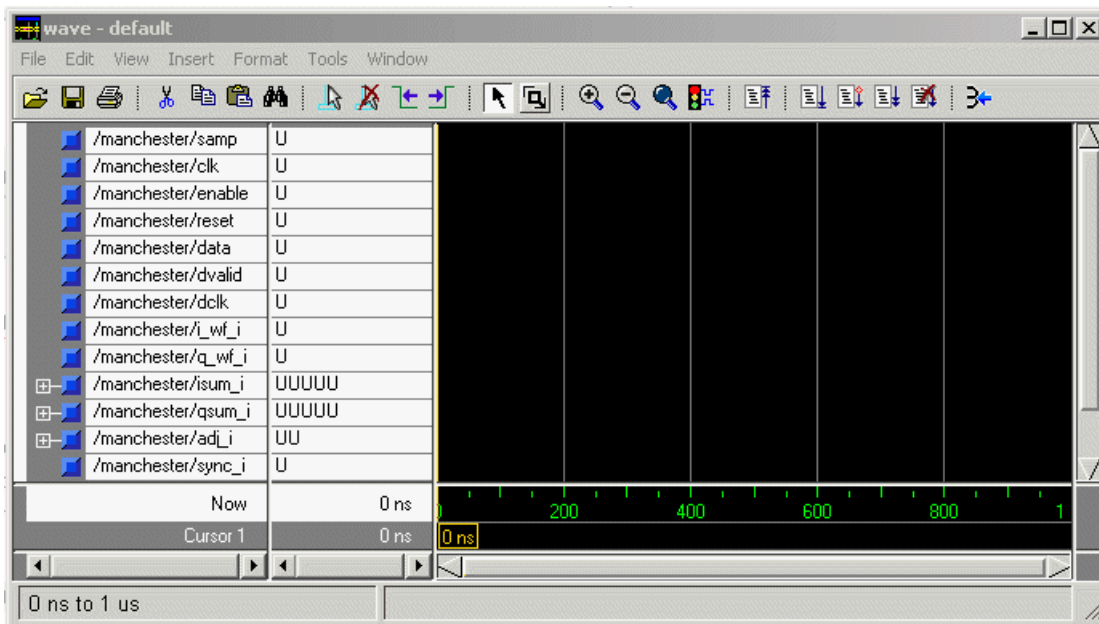 wave - default
File Edit View Insert Format Tools Window
/manchester/samp U
/manchester/clk U
/manchester/enable U
/manchester/reset U
/manchester/data U
/manchester/dvalid U
/manchester/dclk U
/manchester/i_wf_i U
/manchester/q_wf_i U
/manchester/isum_i UUUUU
/manchester/qsum_i UUUUU
/manchester/adj_i UU
/manchester/sync_i U
Now 0 ns 200 400 600 800 1
Cursor 1 0 ns 0 ns
0 ns to 1 us